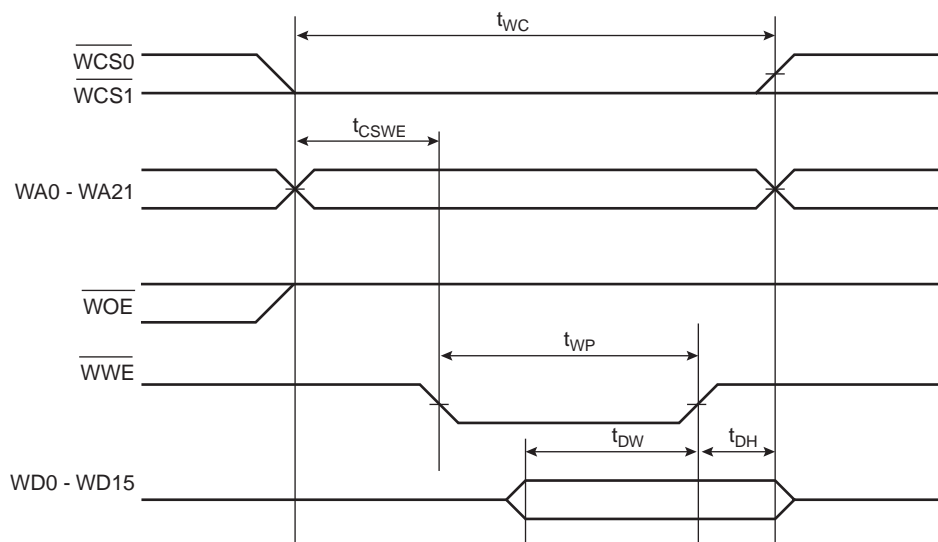 tWC
WCS0
WCS1
tCSWE
WA0 - WA21
WOE
tWP
WWE
tDW
tDH
WD0 - WD15